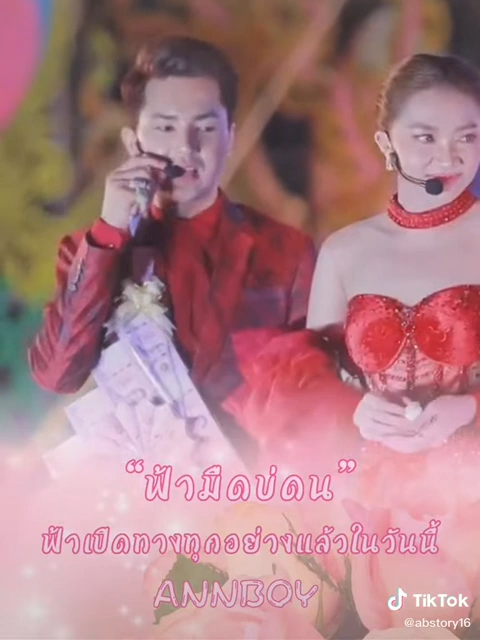 “ฟ้ามืดบ่ดน”
ฟ้าเปิดทางทุกอย่างแล้วในวันนี้
ANNBOY
TikTok
@abstory16